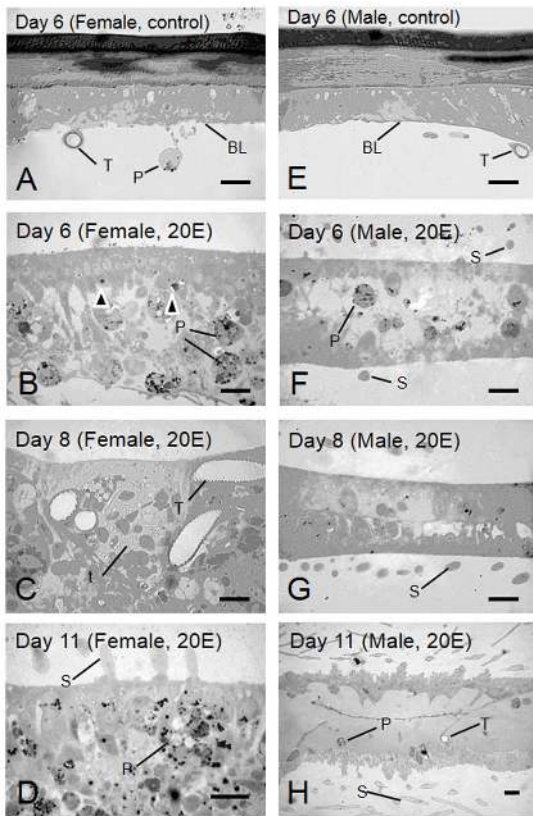 Day 6 (Female, control)
T
P
BL
A
Day 6 (Male, control)
BL
T
E
Day 6 (Female, 20E)
P
B
Day 6 (Male, 20E)
S
P
S
F
Day 8 (Female, 20E)
T
t
C
Day 8 (Male, 20E)
S
G
Day 11 (Female, 20E)
S
P
D
Day 11 (Male, 20E)
P
T
S
H